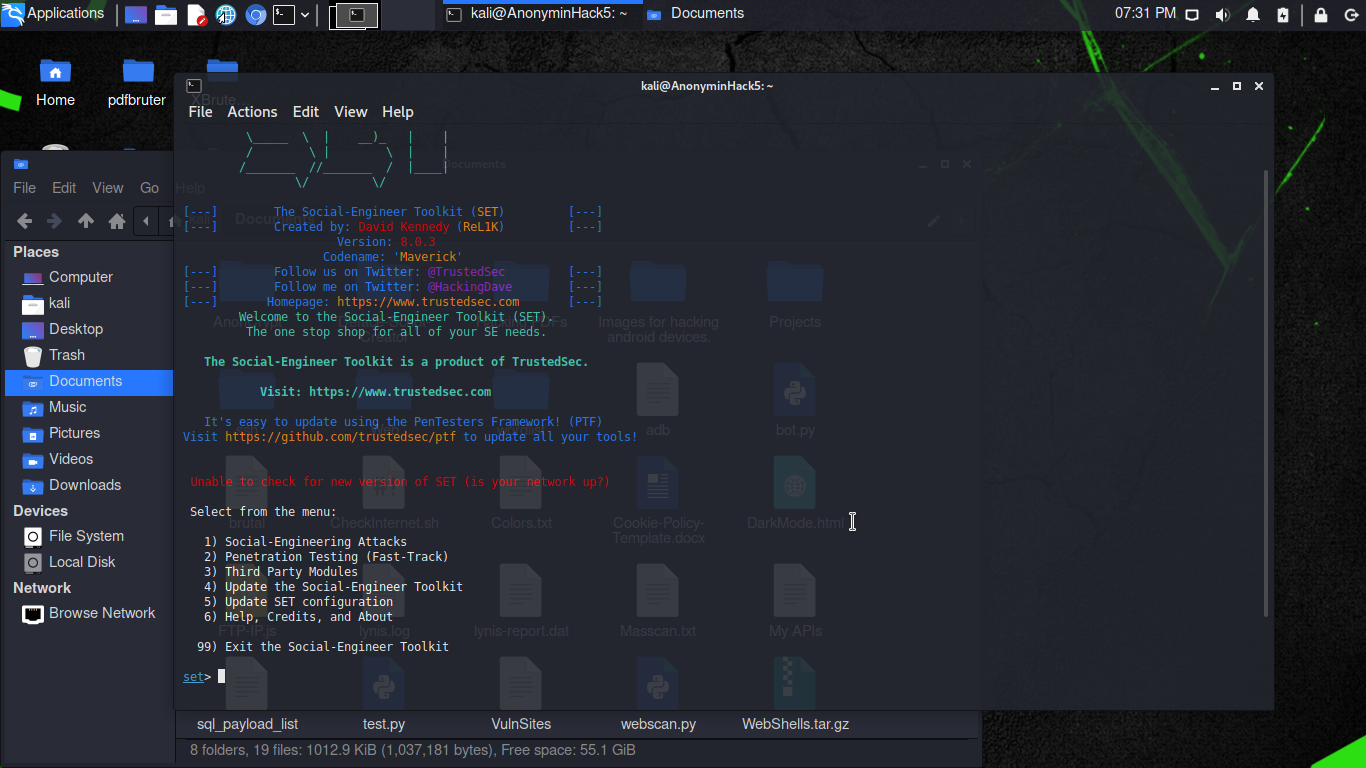 Applications
kali@AnonyminHack5: ~
Documents
07:31 PM
Home
pdfbruter
XBrute
kali@AnonyminHack5: ~
File Actions Edit View Help
Documents
File Edit View Go Help
Documents
Places
Computer
kali
Desktop
Trash
Documents
Music
Pictures
Videos
Downloads
Devices
File System
Local Disk
Network
Browse Network
[---] The Social-Engineer Toolkit (SET) [---]
[---] Created by: David Kennedy (ReL1K) [---]
Version: 8.0.3
Codename: 'Maverick'
[---] Follow us on Twitter: @TrustedSec [---]
[---] Follow me on Twitter: @HackingDave [---]
[---] Homepage: https://www.trustedsec.com [---]
Welcome to the Social-Engineer Toolkit (SET).
The one stop shop for all of your SE needs.
The Social-Engineer Toolkit is a product of TrustedSec.
Visit: https://www.trustedsec.com
It's easy to update using the PenTesters Framework! (PTF)
Visit https://github.com/trustedsec/ptf to update all your tools!
Unable to check for new version of SET (is your network up?)
Select from the menu:
1) Social-Engineering Attacks
2) Penetration Testing (Fast-Track)
3) Third Party Modules
4) Update the Social-Engineer Toolkit
5) Update SET configuration
6) Help, Credits, and About
99) Exit the Social-Engineer Toolkit
set>
Images for hacking
android devices.
Projects
adb
bot.py
brutal
CheckInternet.sh
Colors.txt
Cookie-Policy-
Template.docx
DarkMode.html
FTP-IP.js
lynis.log
lynis-report.dat
Masscan.txt
My APIs
sql_payload_list
test.py
VulnSites
webscan.py
WebShells.tar.gz
8 folders, 19 files: 1012.9 KiB (1,037,181 bytes), Free space: 55.1 GiB